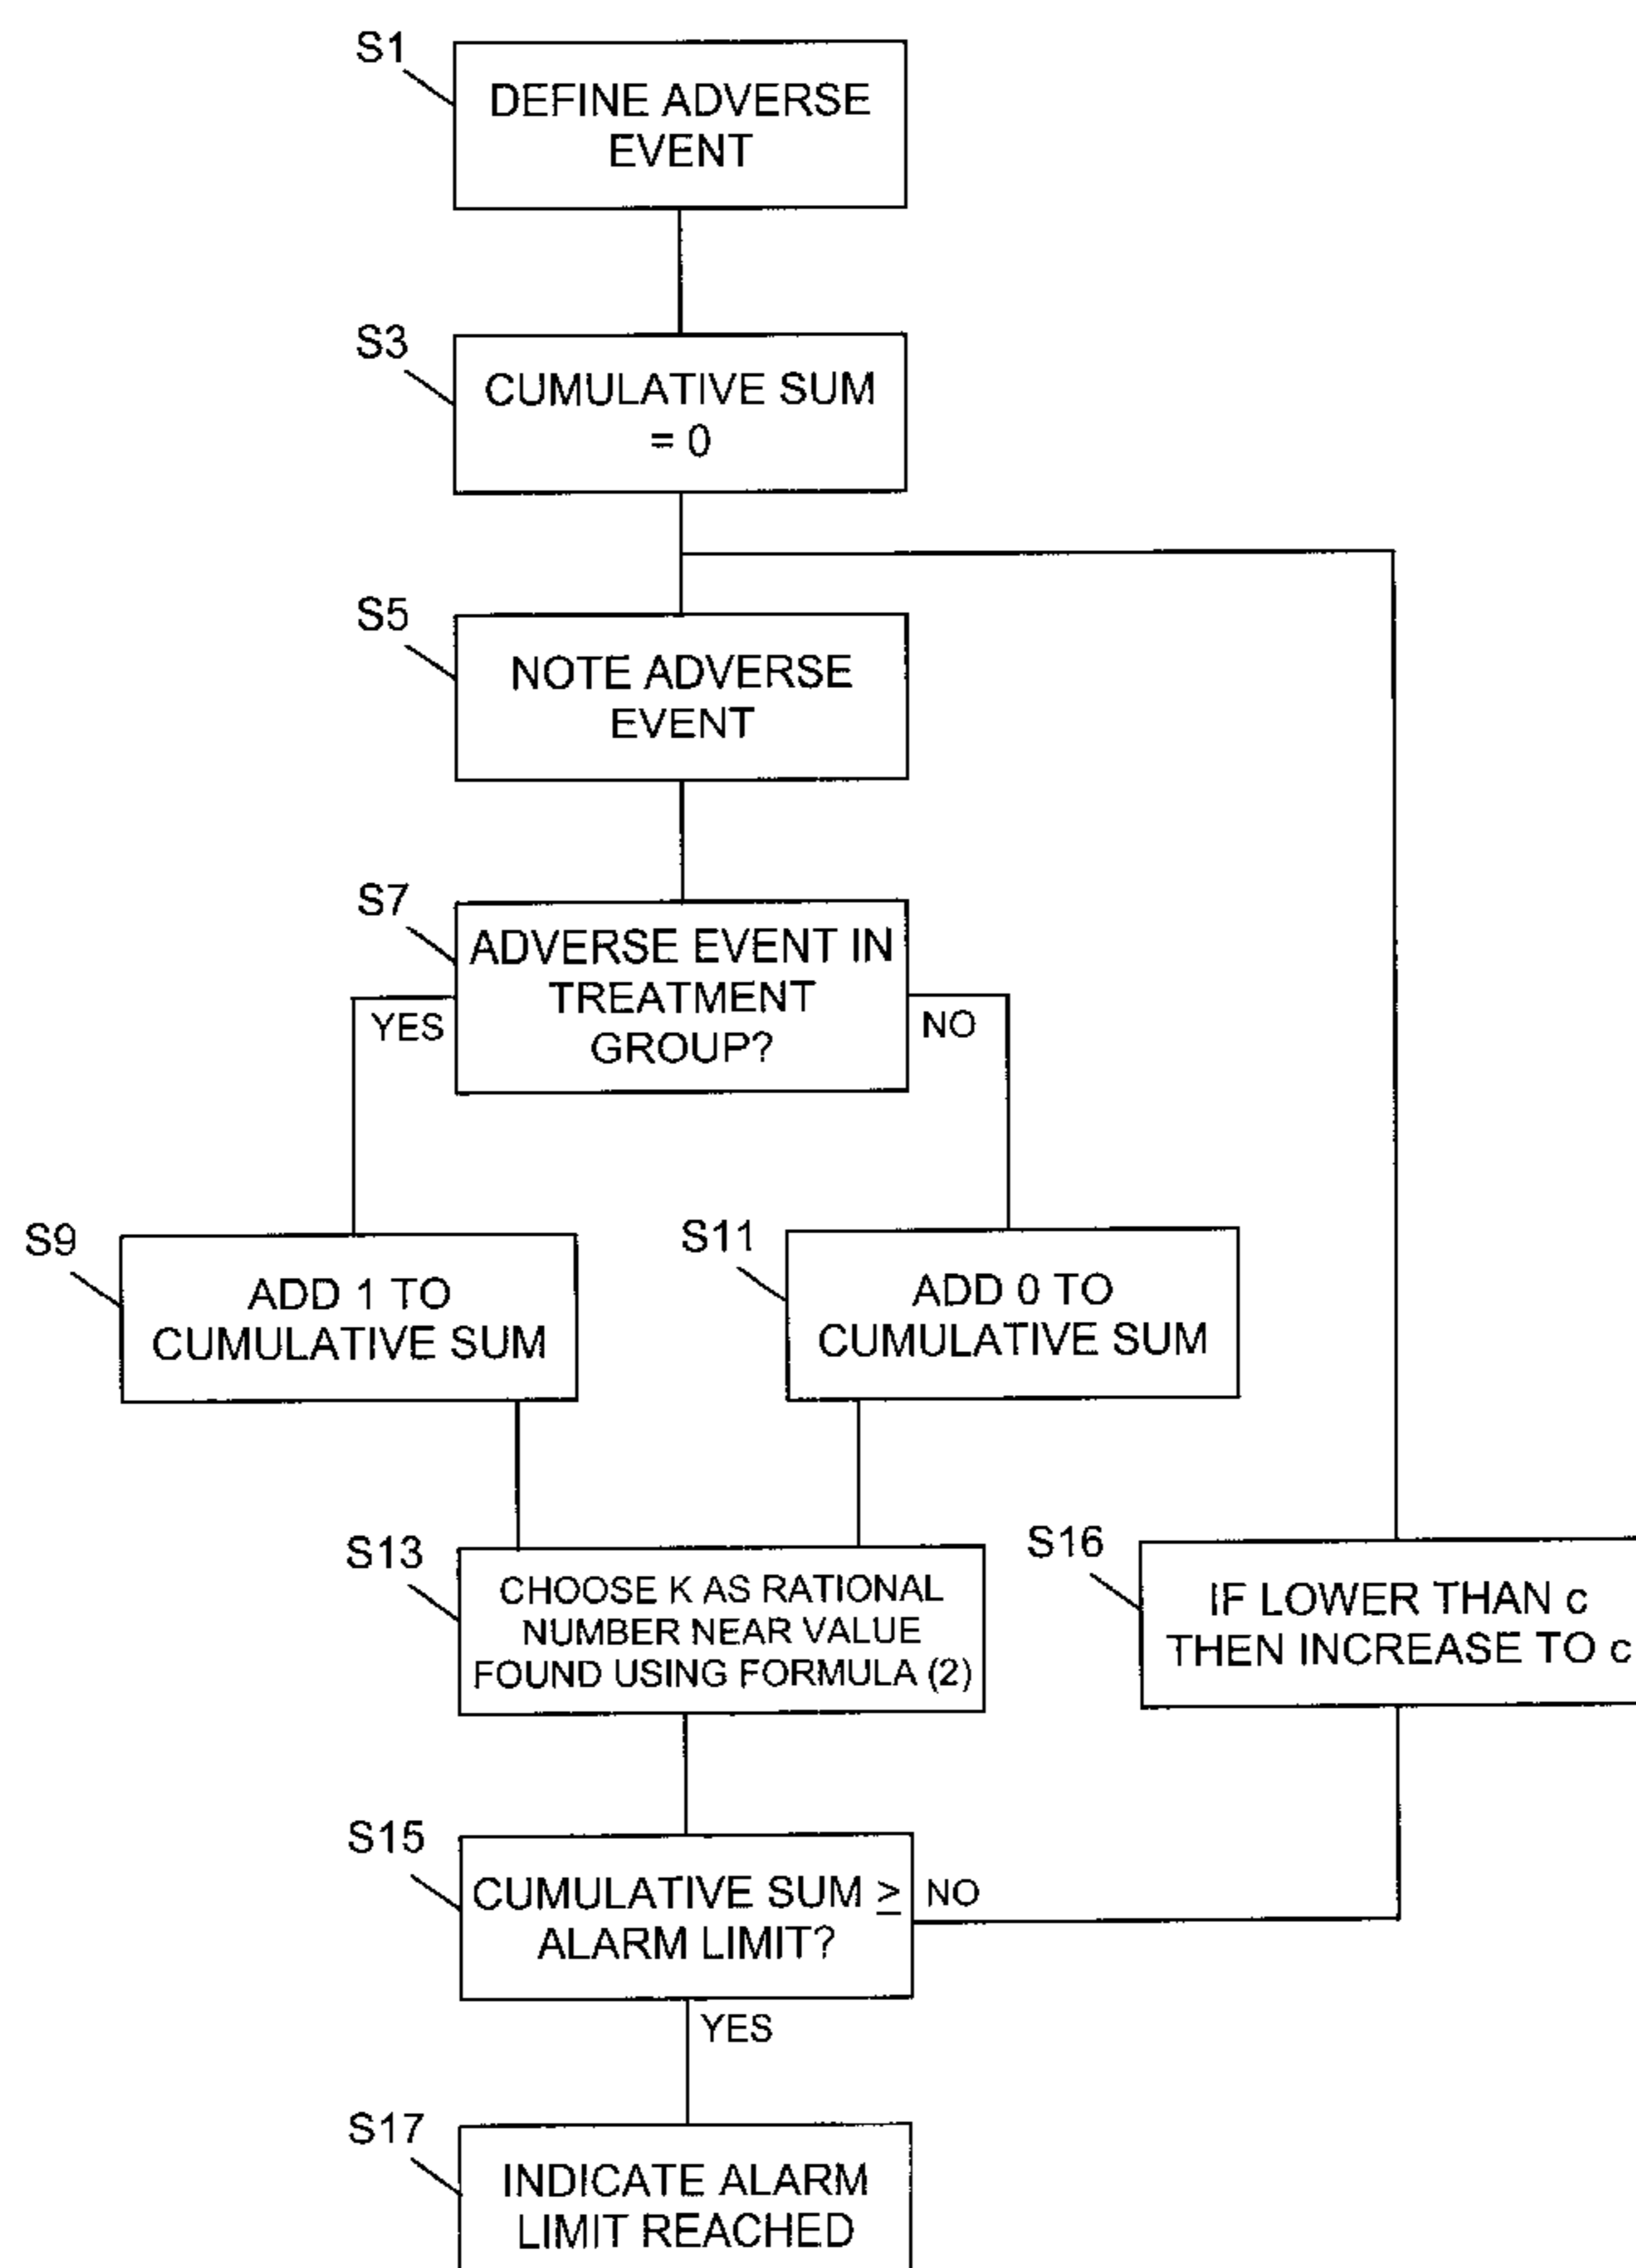 S1
DEFINE ADVERSE
EVENT
S3
CUMULATIVE SUM
= 0
S5
NOTE ADVERSE
EVENT
S7
ADVERSE EVENT IN
TREATMENT
GROUP?
YES
NO
S9
ADD 1 TO
CUMULATIVE SUM
S11
ADD 0 TO
CUMULATIVE SUM
S13
CHOOSE K AS RATIONAL
NUMBER NEAR VALUE
FOUND USING FORMULA (2)
S16
IF LOWER THAN c
THEN INCREASE TO c
S15
CUMULATIVE SUM ≥
ALARM LIMIT?
NO
YES
S17
INDICATE ALARM
LIMIT REACHED